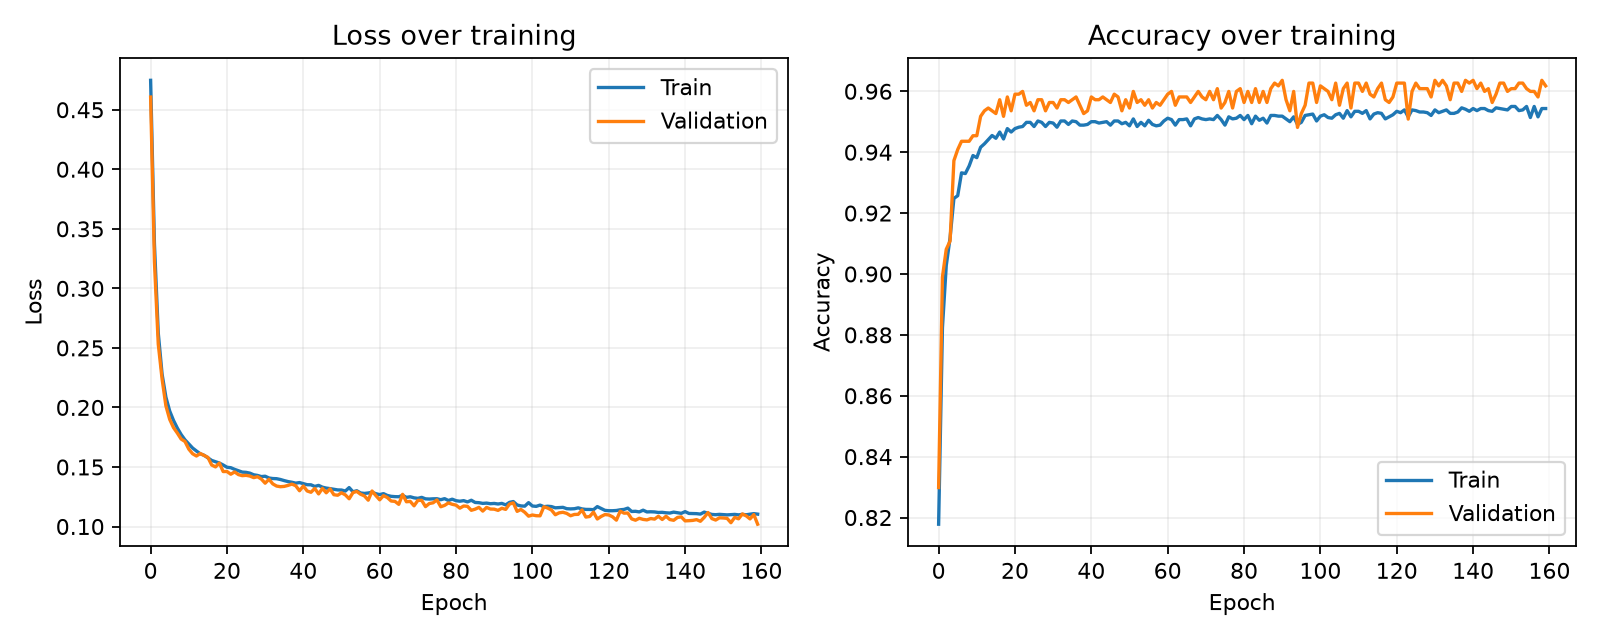 Loss over training
Loss
0.45
0.40
0.35
0.30
0.25
0.20
0.15
0.10
Train
Validation
0 20 40 60 80 100 120 140 160
Epoch
Accuracy over training
Accuracy
0.96
0.94
0.92
0.90
0.88
0.86
0.84
0.82
Train
Validation
0 20 40 60 80 100 120 140 160
Epoch